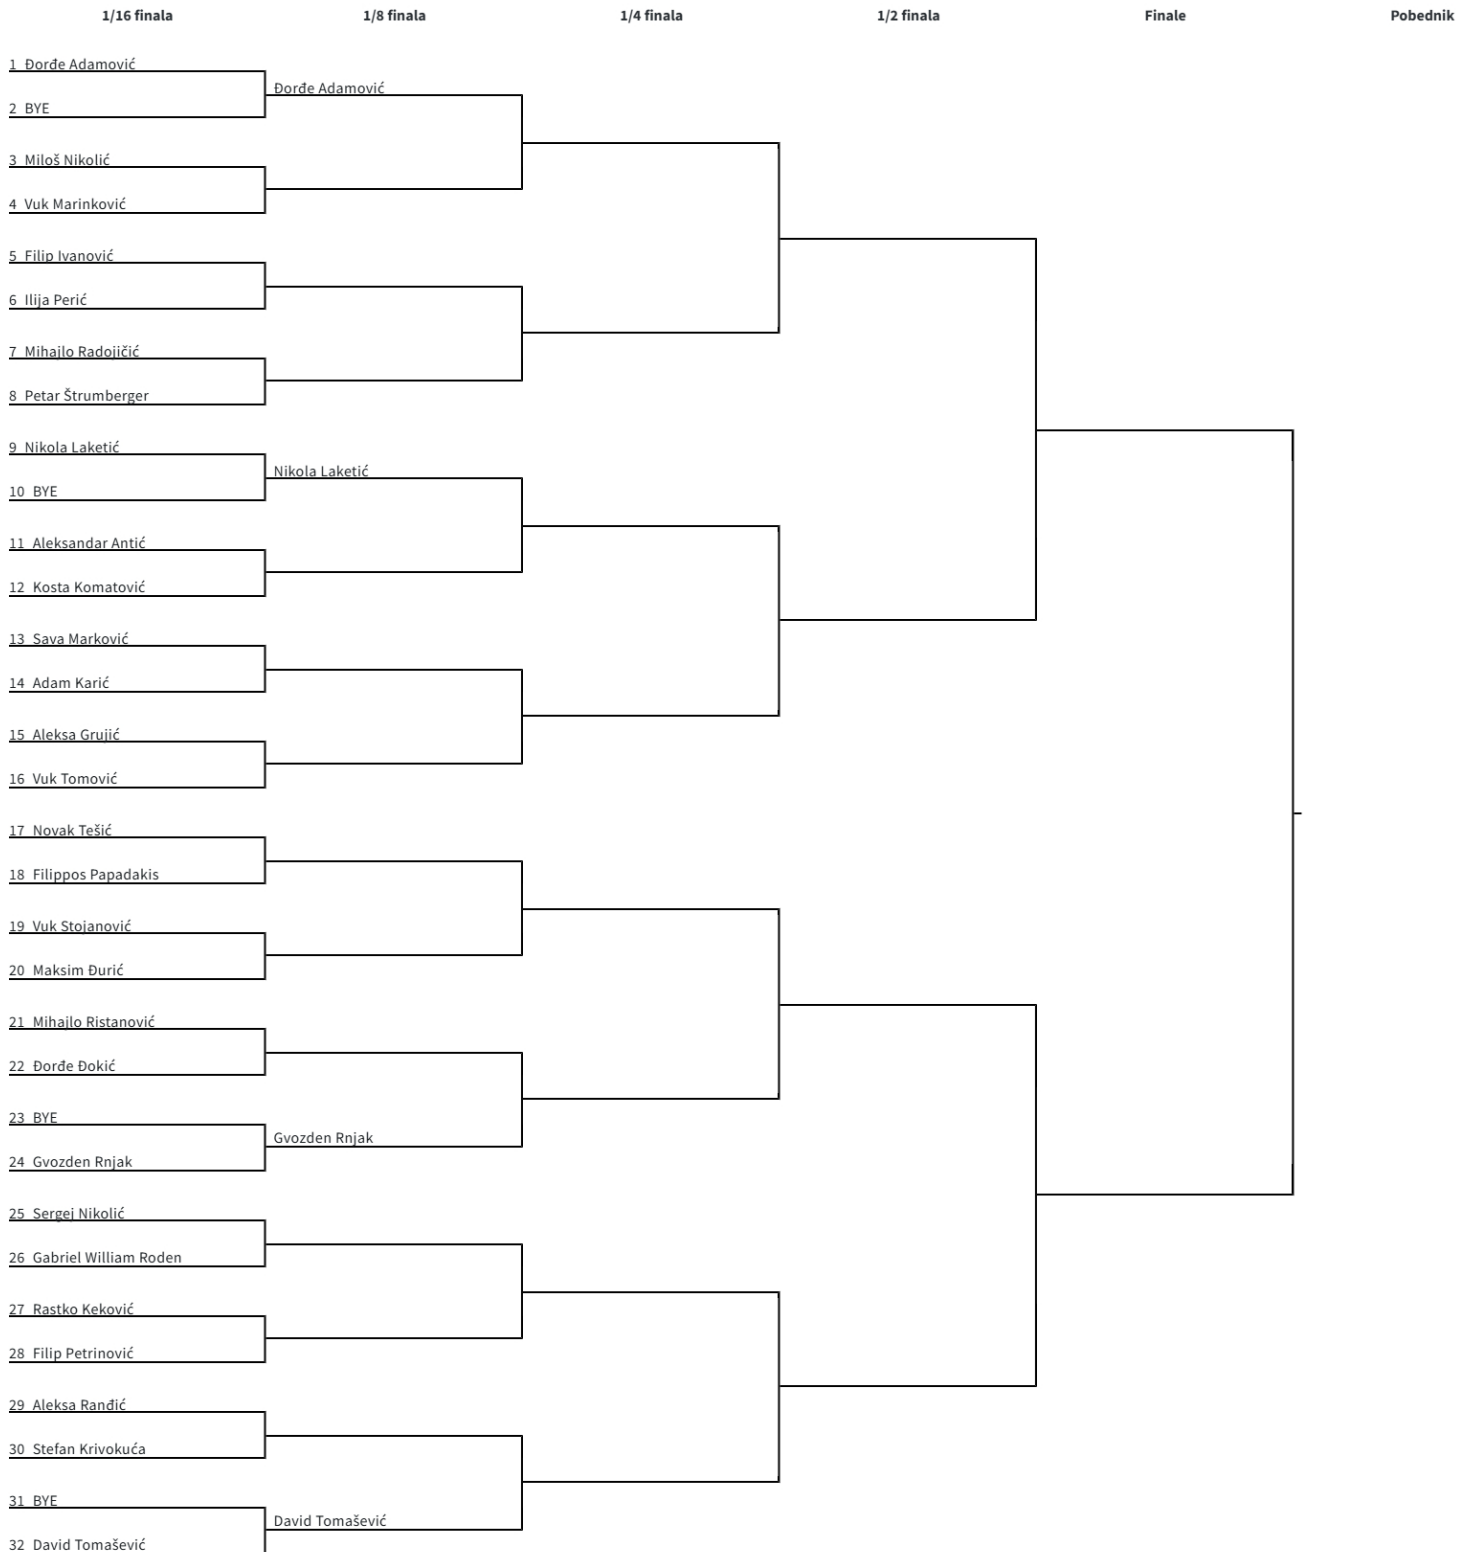 1/16 finala 1/8 finala 1/4 finala 1/2 finala Finale Pobednik
1 Đorđe Adamović
Đorđe Adamović
2 BYE
3 Miloš Nikolić
4 Vuk Marinković
5 Filip Ivanović
6 Ilija Perić
7 Mihajlo Radojičić
8 Petar Štrumberger
9 Nikola Laketić
Nikola Laketić
10 BYE
11 Aleksandar Antić
12 Kosta Komatović
13 Sava Marković
14 Adam Karić
15 Aleksa Grujić
16 Vuk Tomović
17 Novak Tešić
18 Filippos Papadakis
19 Vuk Stojanović
20 Maksim Đurić
21 Mihajlo Ristanović
22 Đorđe Đokić
23 BYE
Gvozden Rnjak
24 Gvozden Rnjak
25 Sergej Nikolić
26 Gabriel William Roden
27 Rastko Keković
28 Filip Petrinović
29 Aleksa Ranđić
30 Stefan Krivokuća
31 BYE
David Tomašević
32 David Tomašević